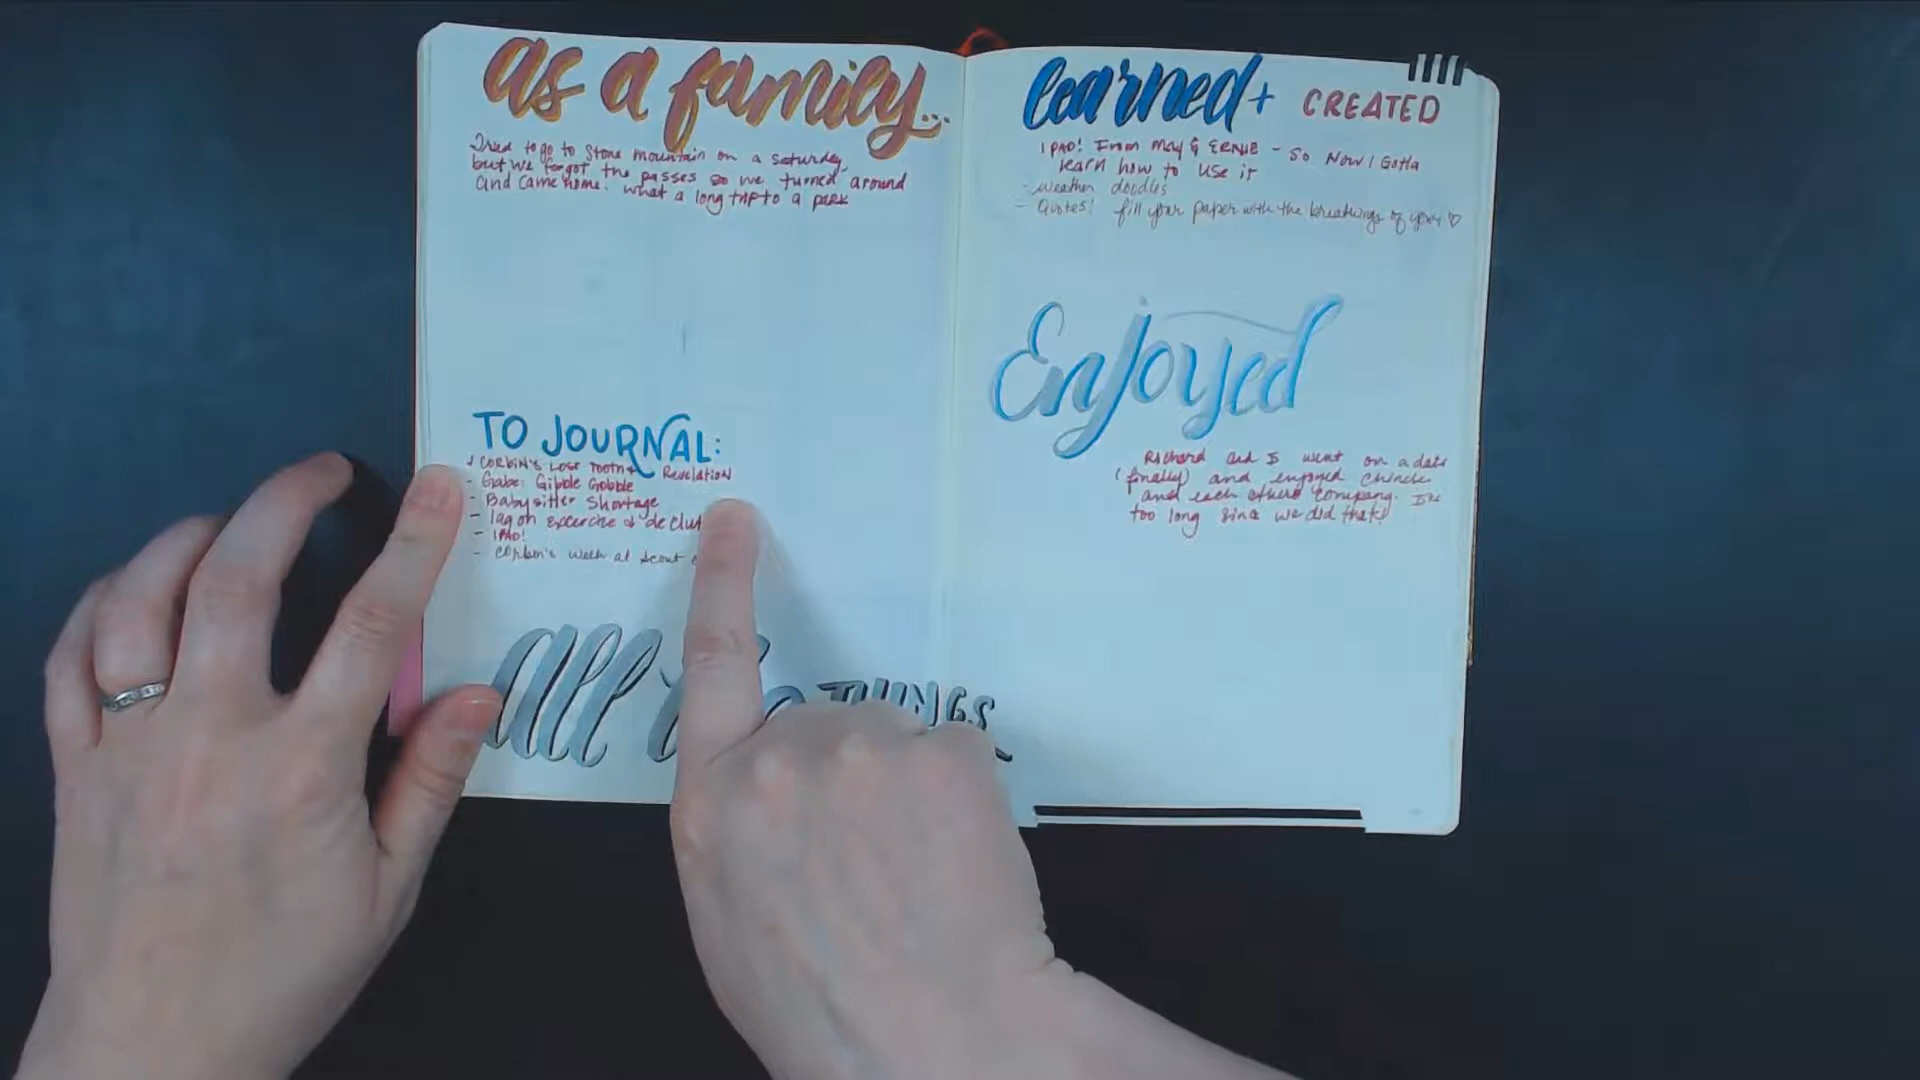 as a family...
Tried to go to Stone mountain on a saturday
but we forgot the passes so we turned around
and came home. what a long trip to a park
TO JOURNAL:
CORBIN'S LOST TOOTH + Revelation
- Gabe: Gibble Gobble
- Babysitter Shortage
- lag on excercise & declut
- IPAD!
- Corbin's week at scout
all
THINGS
learned + CREATED
IPAD! From May & ERNIE - So Now I Gotta
learn how to use it
- weather doodles
- Quotes! fill your paper with the breathings of your ♡
Enjoyed
Richard and I went on a date
(finally) and enjoyed chinese
and each others company. Its
too long since we did that!